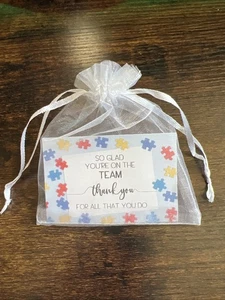 SO GLAD
YOU'RE ON THE
TEAM
thank you
FOR ALL THAT YOU DO